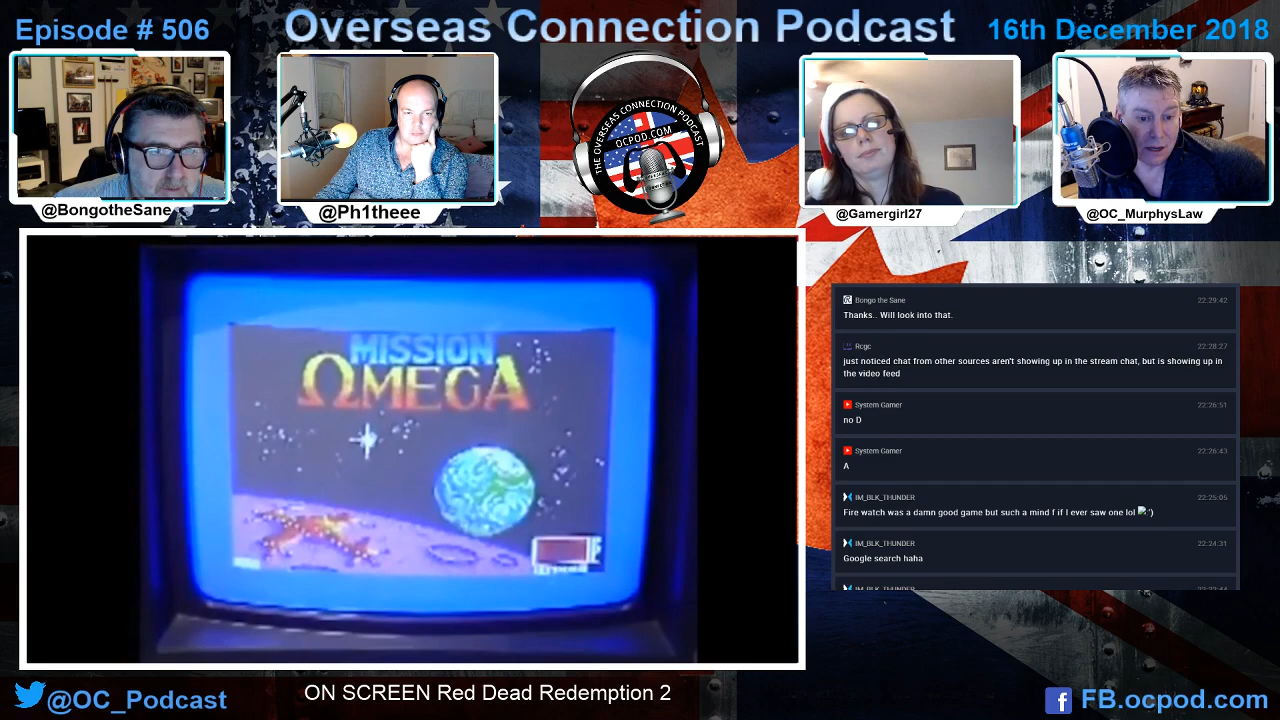 Episode # 506
Overseas Connection Podcast
16th December 2018
THE OVERSEAS CONNECTION PODCAST
OCPOD.COM
@BongotheSane
@Ph1theee
@Gamergirl27
@OC_MurphysLaw
MISSION
ΩMEGA
Bongo the Sane 22:29:42
Thanks.. Will look into that.
Rcgc 22:28:27
just noticed chat from other sources aren't showing up in the stream chat, but is showing up in
the video feed
System Gamer 22:26:51
no D
System Gamer 22:26:43
A
IM_BLK_THUNDER 22:25:05
Fire watch was a damn good game but such a mind f if I ever saw one lol ')
IM_BLK_THUNDER 22:24:31
Google search haha
IM_BLK_THUNDER
@OC_Podcast
ON SCREEN Red Dead Redemption 2
f FB.ocpod.com